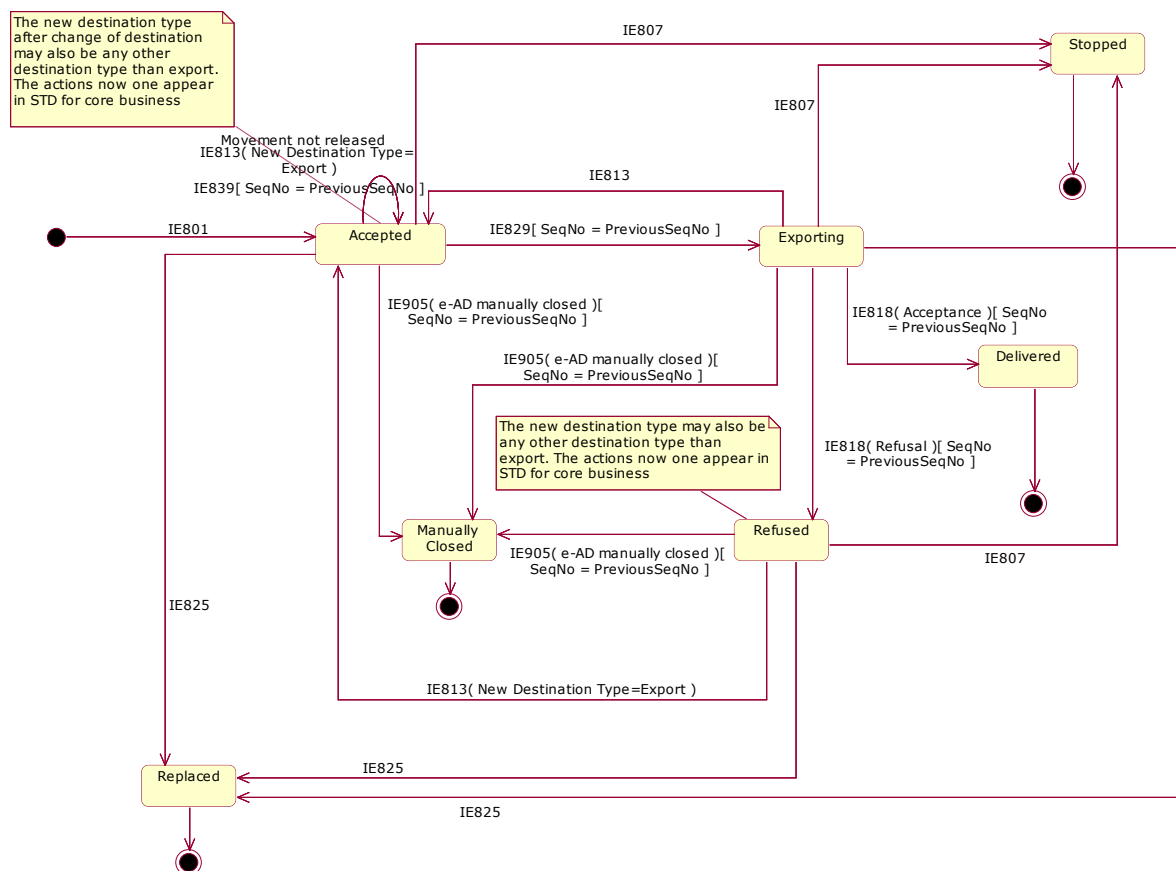 The new destination type
after change of destination
may also be any other
destination type than export.
The actions now one appear
in STD for core business
IE807
Stopped
IE807
Movement not released
IE813( New Destination Type=
Export )
IE839[ SeqNo = PreviousSeqNo ]
IE813
IE801
Accepted
IE829[ SeqNo = PreviousSeqNo ]
Exporting
IE905( e-AD manually closed )[
SeqNo = PreviousSeqNo ]
IE818( Acceptance )[ SeqNo
= PreviousSeqNo ]
Delivered
IE905( e-AD manually closed )[
SeqNo = PreviousSeqNo ]
The new destination type may also be
any other destination type than
export. The actions now one appear in
STD for core business
IE818( Refusal )[ SeqNo
= PreviousSeqNo ]
Manually
Closed
Refused
IE905( e-AD manually closed )[
SeqNo = PreviousSeqNo ]
IE807
IE825
IE813( New Destination Type=Export )
Replaced
IE825
IE825